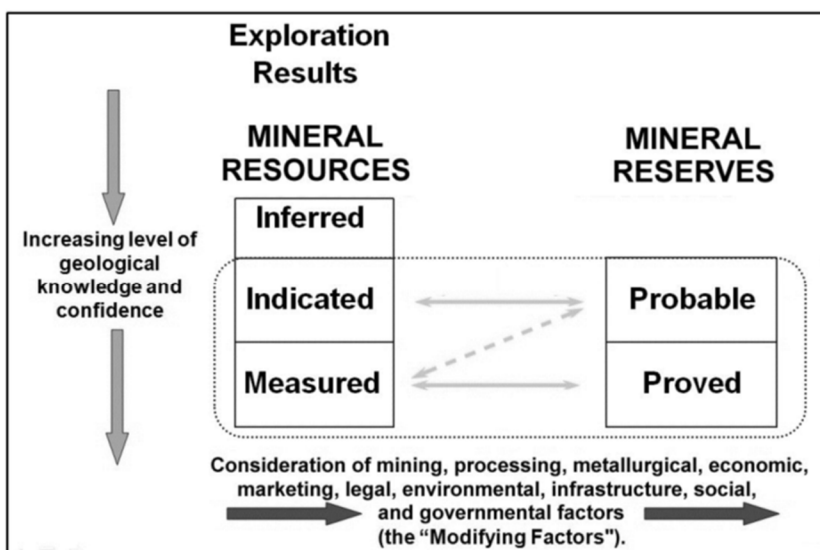 Exploration
Results
MINERAL
RESOURCES
MINERAL
RESERVES
Inferred
Increasing level of
geological
knowledge and
confidence
Indicated
Probable
Measured
Proved
Consideration of mining, processing, metallurgical, economic,
marketing, legal, environmental, infrastructure, social,
and governmental factors
(the “Modifying Factors").